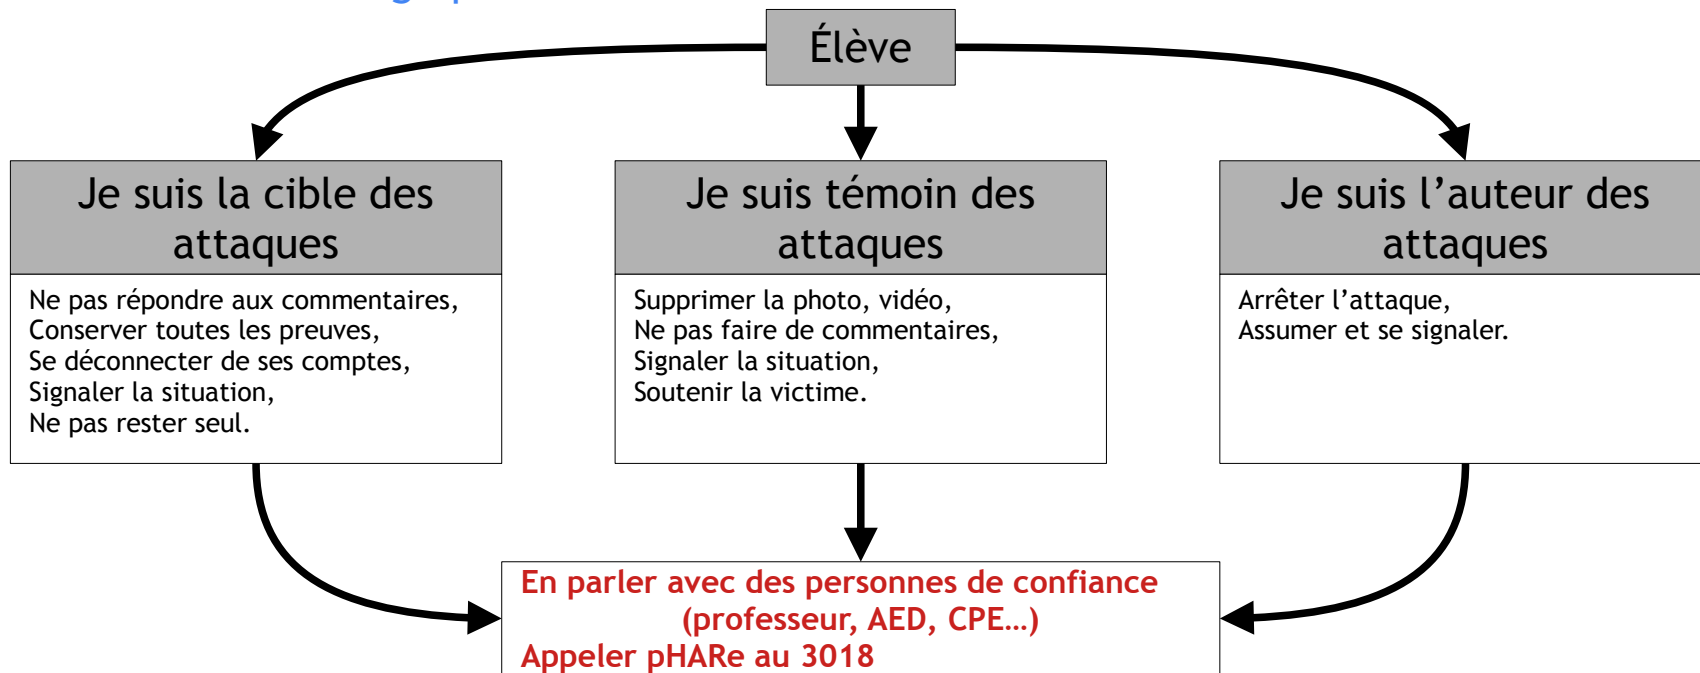 Élève
Je suis la cible des
attaques
Ne pas répondre aux commentaires,
Conserver toutes les preuves,
Se déconnecter de ses comptes,
Signaler la situation,
Ne pas rester seul.
Je suis témoin des
attaques
Supprimer la photo, vidéo,
Ne pas faire de commentaires,
Signaler la situation,
Soutenir la victime.
Je suis l’auteur des
attaques
Arrêter l’attaque,
Assumer et se signaler.
En parler avec des personnes de confiance
(professeur, AED, CPE…)
Appeler pHARe au 3018